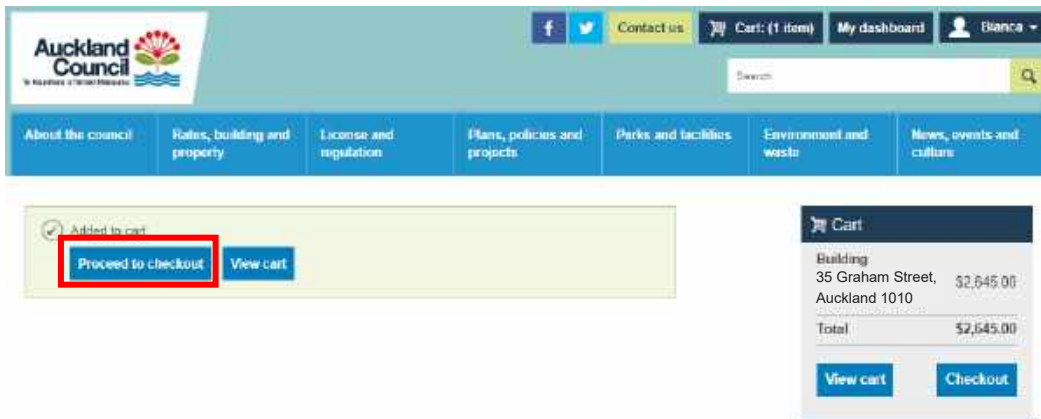 Contact us
Cart: (1 item)
My dashboard
Bianca
Auckland
Council
Search
About the council
Rates, building and
property
License and
regulation
Plans, policies and
projects
Parks and facilities
Environment and
waste
News, events and
culture
Added to cart
Proceed to checkout
View cart
Cart
Building
35 Graham Street,
Auckland 1010
$2,645.00
Total
$2,645.00
View cart
Checkout